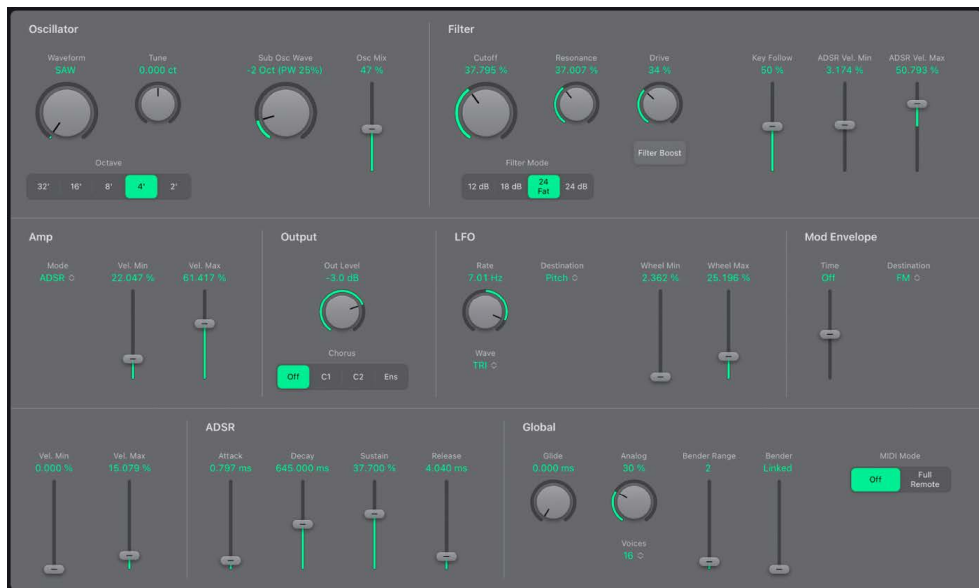 Oscillator
Waveform
SAW
Tune
0.000 ct
Sub Osc Wave
-2 Oct (PW 25%)
Osc Mix
47 %
Octave
32' 16' 8' 4' 2'
Filter
Cutoff
37.795 %
Resonance
37.007 %
Drive
34 %
Key Follow
50 %
ADSR Vel. Min
3.174 %
ADSR Vel. Max
50.793 %
Filter Boost
Filter Mode
12 dB 18 dB 24 Fat 24 dB
Amp
Mode
ADSR
Vel. Min
22.047 %
Vel. Max
61.417 %
Output
Out Level
-3.0 dB
Chorus
Off C1 C2 Ens
LFO
Rate
7.01 Hz
Destination
Pitch
Wave
TRI
Wheel Min
2.362 %
Wheel Max
25.196 %
Mod Envelope
Time
Off
Destination
FM
Vel. Min
0.000 %
Vel. Max
15.079 %
ADSR
Attack
0.797 ms
Decay
645.000 ms
Sustain
37.700 %
Release
4.040 ms
Global
Glide
0.000 ms
Analog
30 %
Voices
16
Bender Range
2
Bender
Linked
MIDI Mode
Off
Full
Remote